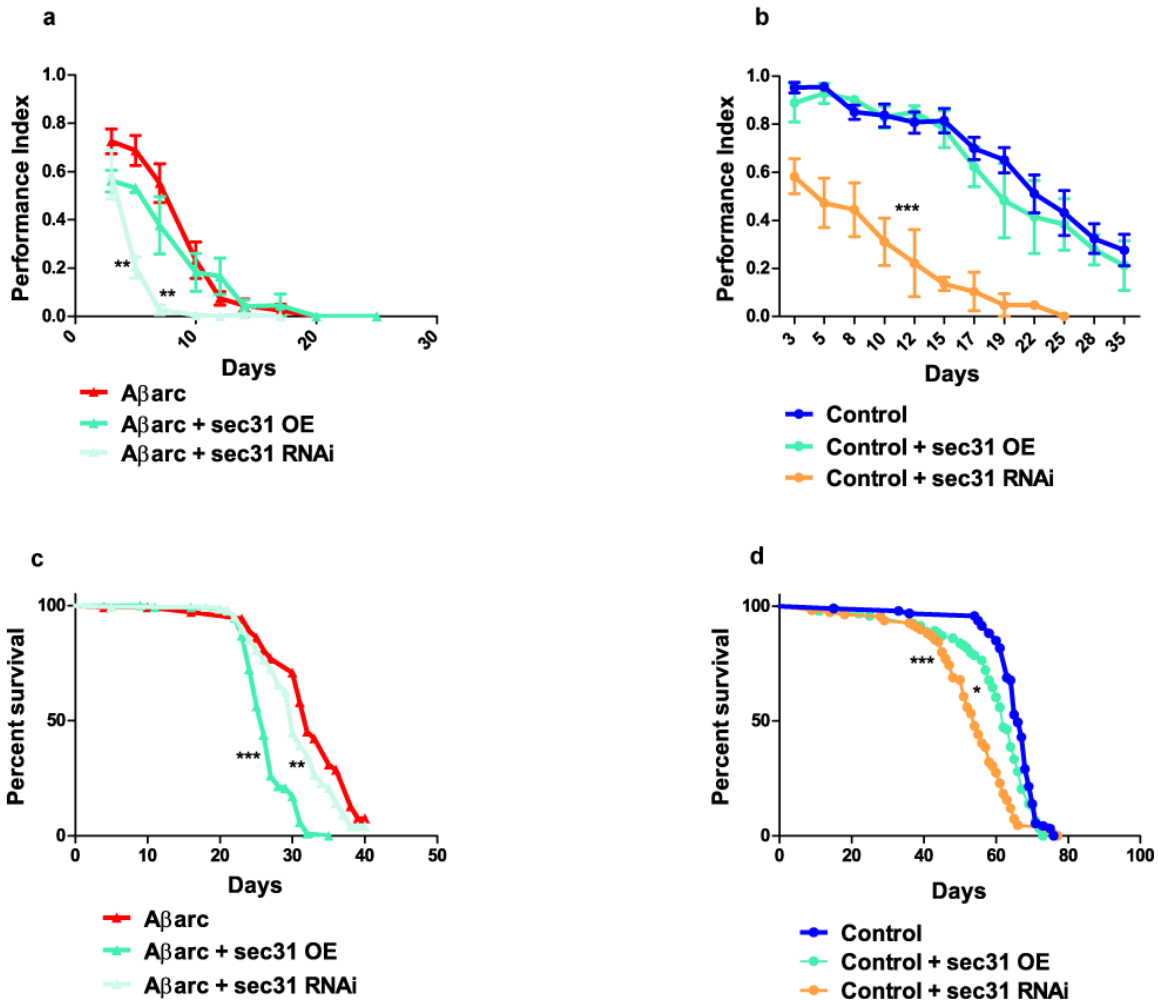 a
1.0
0.8
0.6
0.4
0.2
0.0
Performance Index
**
**
0
10
20
30
Days
Aβarc
Aβarc + sec31 OE
Aβarc + sec31 RNAi
b
1.0
0.8
0.6
0.4
0.2
0.0
Performance Index
***
3 5 8 10 12 15 17 19 22 25 28 35
Days
Control
Control + sec31 OE
Control + sec31 RNAi
c
100
50
0
Percent survival
***
**
0 10 20 30 40 50
Days
Aβarc
Aβarc + sec31 OE
Aβarc + sec31 RNAi
d
100
50
0
Percent survival
***
*
0 20 40 60 80 100
Days
Control
Control + sec31 OE
Control + sec31 RNAi